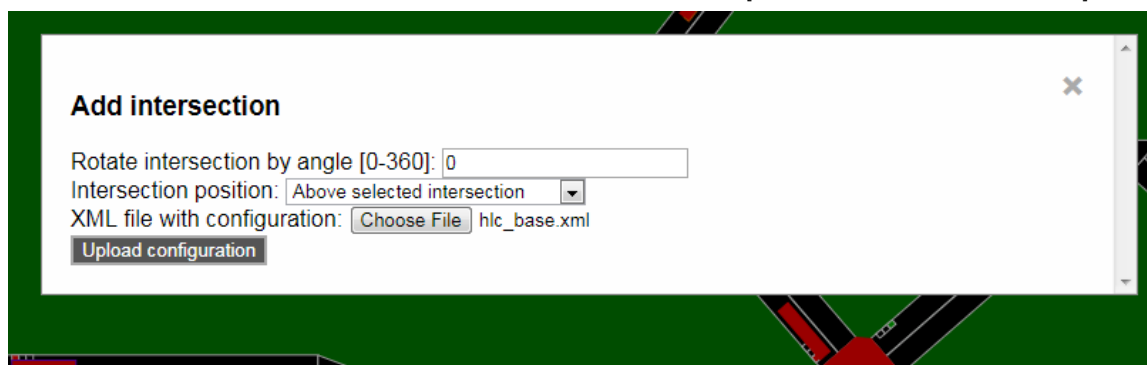 Add intersection
Rotate intersection by angle [0-360]: 0
Intersection position: Above selected intersection
XML file with configuration: Choose File hlc_base.xml
Upload configuration